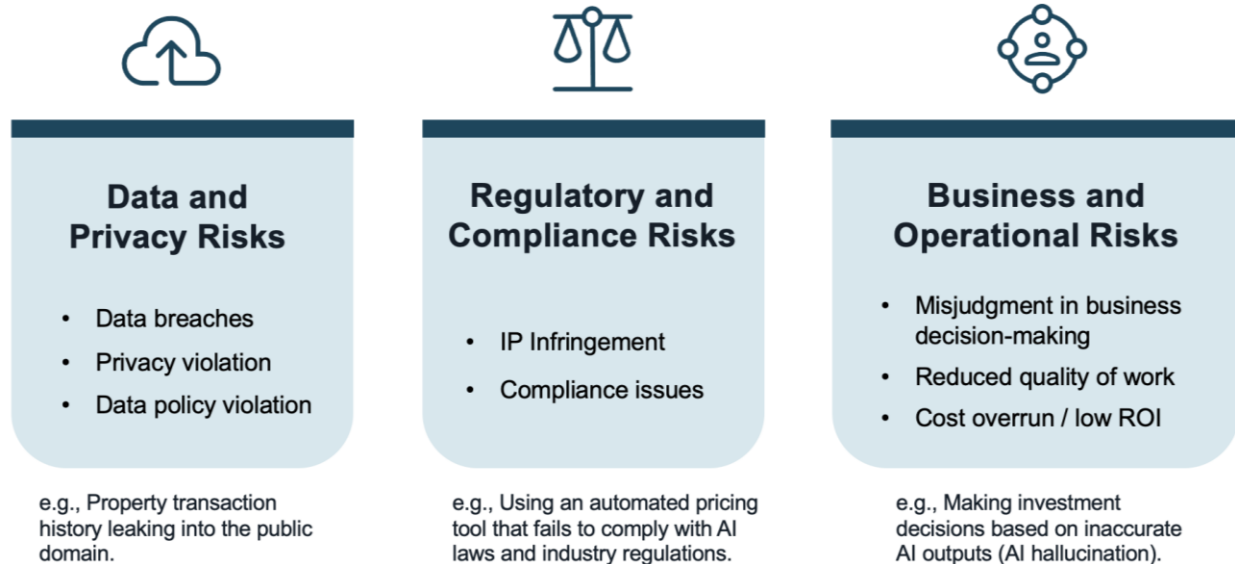 Data and
Privacy Risks
• Data breaches
• Privacy violation
• Data policy violation
e.g., Property transaction
history leaking into the public
domain.
Regulatory and
Compliance Risks
• IP Infringement
• Compliance issues
e.g., Using an automated pricing
tool that fails to comply with AI
laws and industry regulations.
Business and
Operational Risks
• Misjudgment in business
decision-making
• Reduced quality of work
• Cost overrun / low ROI
e.g., Making investment
decisions based on inaccurate
AI outputs (AI hallucination).